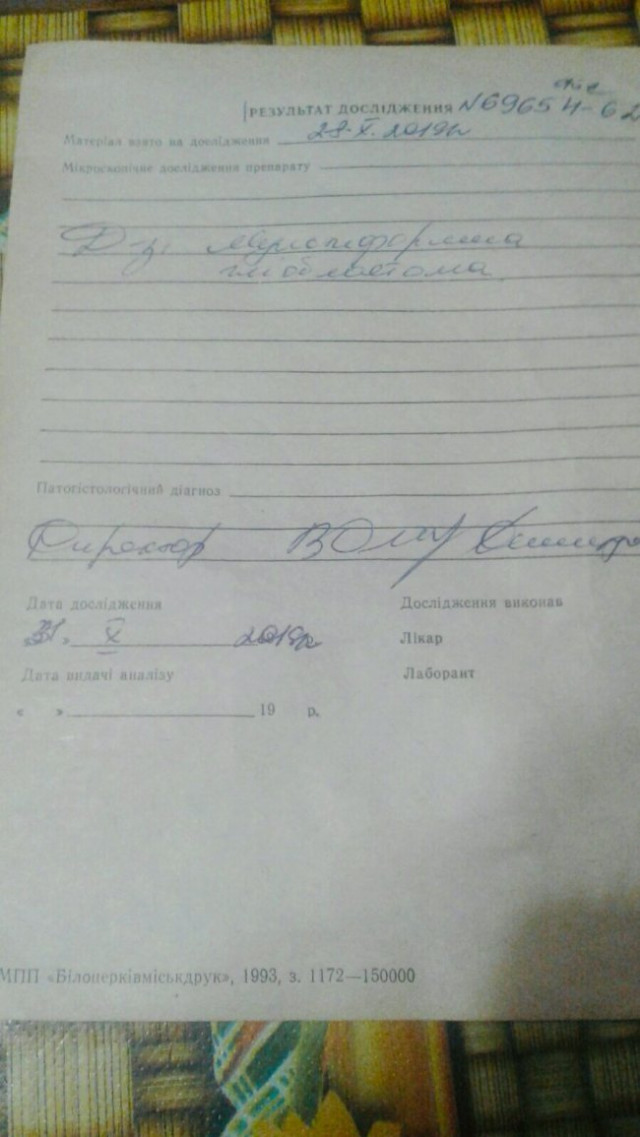 РЕЗУЛЬТАТ ДОСЛІДЖЕННЯ N69654-62
Матеріал взято на дослідження 28.X.2019р
Мікроскопічне дослідження препарату
Д-з: Мультиформна
гліобластома
Патогістологічний діагноз
Директор
Дата дослідження
Дослідження виконав
31. X 2019р
Лікар
Дата видачі аналізу
Лаборант
« » 19 р.
МПП «Білоцерківміськдрук», 1993, з. 1172—150000